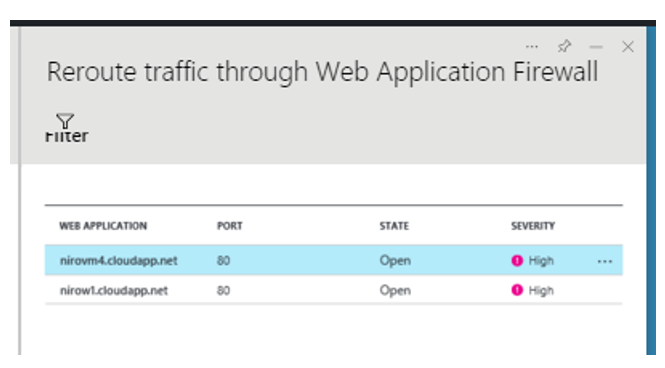 Reroute traffic through Web Application Firewall
Filter
WEB APPLICATION PORT STATE SEVERITY
nirovm4.cloudapp.net 80 Open High ...
nirow1.cloudapp.net 80 Open High